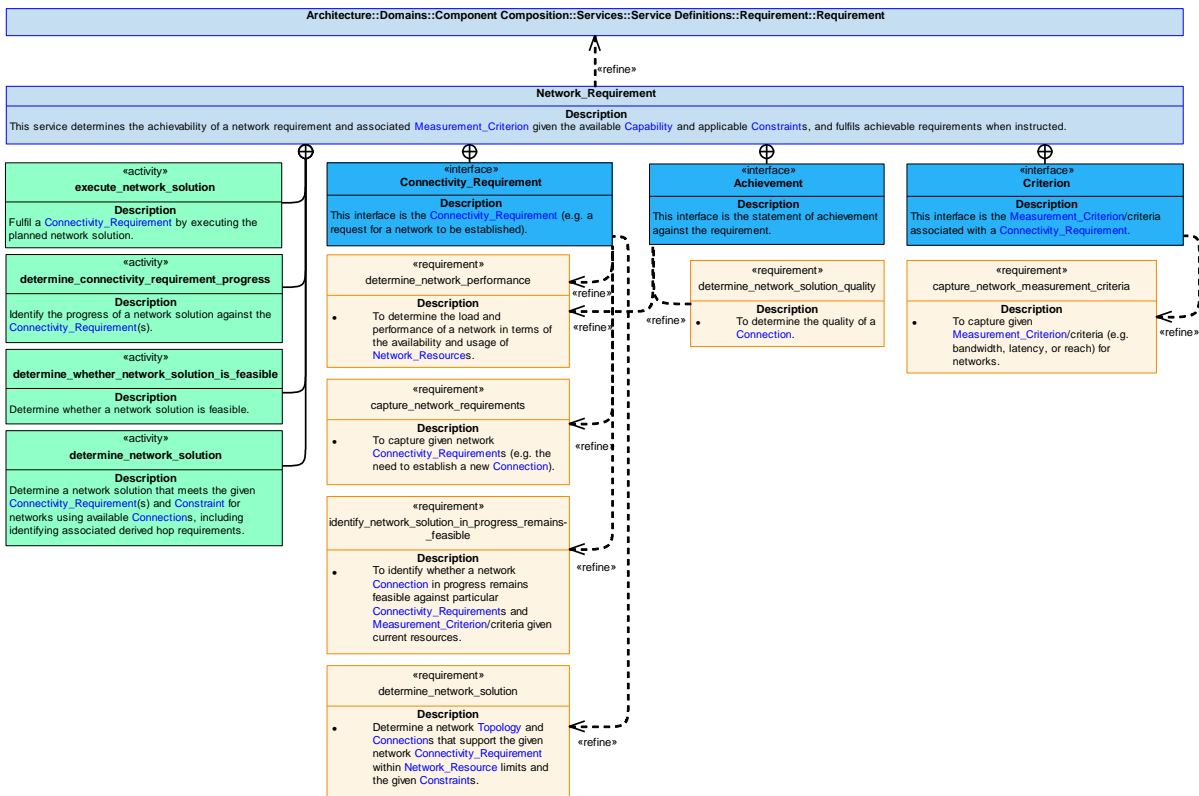 Architecture::Domains::Component Composition::Services::Service Definitions::Requirement::Requirement
«refine»
Network_Requirement
Description
This service determines the achievability of a network requirement and associated Measurement_Criterion given the available Capability and applicable Constraints, and fulfils achievable requirements when instructed.
«activity»
execute_network_solution
Description
Fulfil a Connectivity_Requirement by executing the
planned network solution.
«activity»
determine_connectivity_requirement_progress
Description
Identify the progress of a network solution against the
Connectivity_Requirement(s).
«activity»
determine_whether_network_solution_is_feasible
Description
Determine whether a network solution is feasible.
«activity»
determine_network_solution
Description
Determine a network solution that meets the given
Connectivity_Requirement(s) and Constraint for
networks using available Connections, including
identifying associated derived hop requirements.
«interface»
Connectivity_Requirement
Description
This interface is the Connectivity_Requirement (e.g. a
request for a network to be established).
«requirement»
determine_network_performance
Description
• To determine the load and
performance of a network in terms of
the availability and usage of
Network_Resources.
«refine»
«refine»
«requirement»
capture_network_requirements
Description
• To capture given network
Connectivity_Requirements (e.g. the
need to establish a new Connection).
«refine»
«requirement»
identify_network_solution_in_progress_remains-
_feasible
Description
• To identify whether a network
Connection in progress remains
feasible against particular
Connectivity_Requirements and
Measurement_Criterion/criteria given
current resources.
«refine»
«requirement»
determine_network_solution
Description
• Determine a network Topology and
Connections that support the given
network Connectivity_Requirement
within Network_Resource limits and
the given Constraints.
«refine»
«interface»
Achievement
Description
This interface is the statement of achievement
against the requirement.
«requirement»
determine_network_solution_quality
Description
• To determine the quality of a
Connection.
«refine»
«interface»
Criterion
Description
This interface is the Measurement_Criterion/criteria
associated with a Connectivity_Requirement.
«requirement»
capture_network_measurement_criteria
Description
• To capture given
Measurement_Criterion/criteria (e.g.
bandwidth, latency, or reach) for
networks.
«refine»